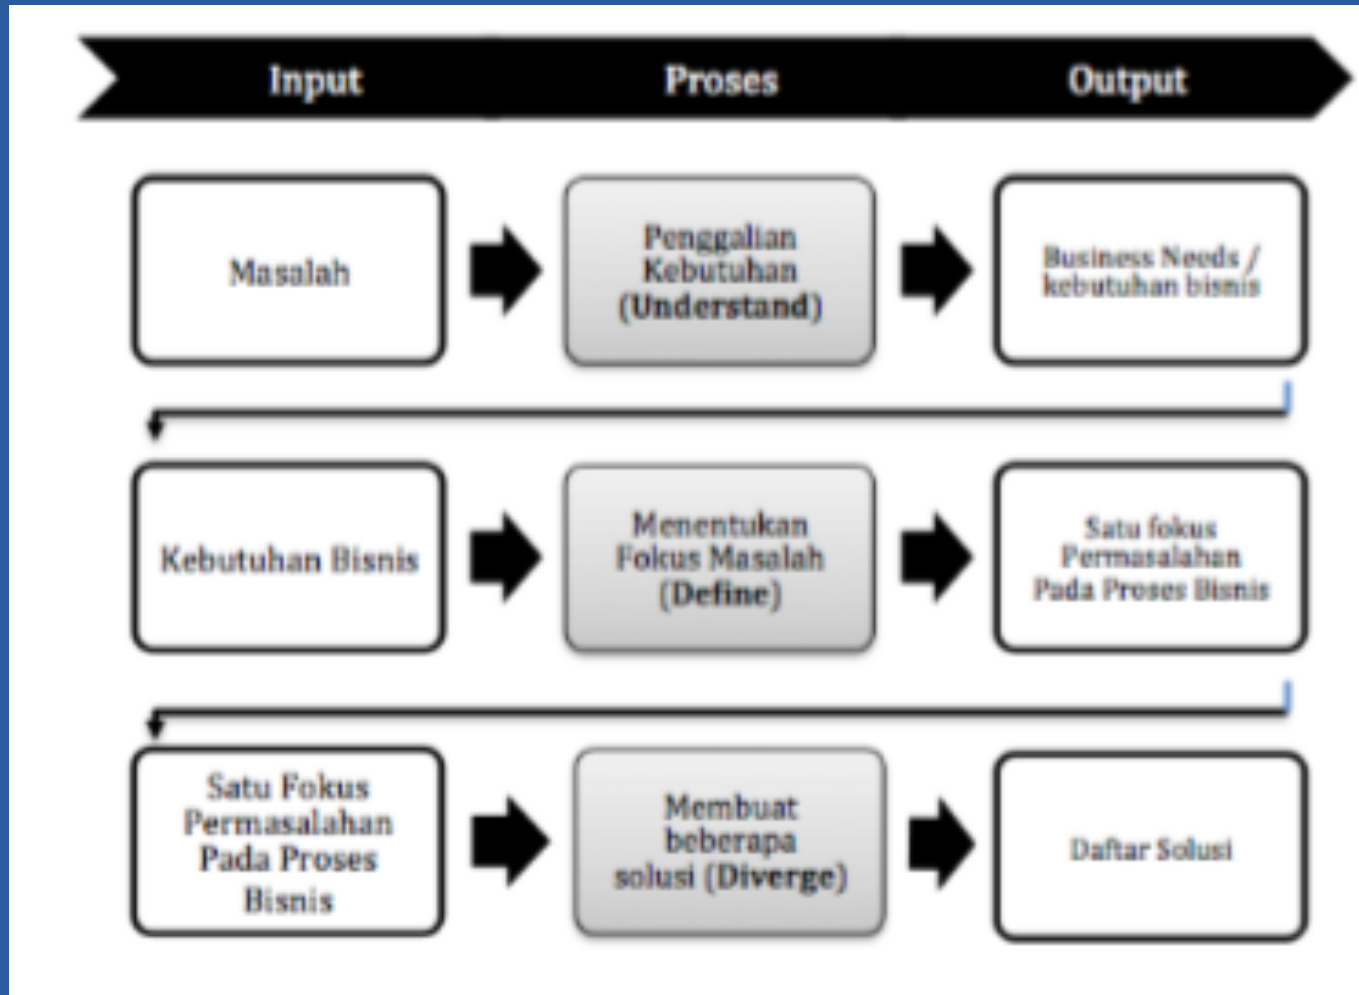 Input
Proses
Output
Masalah
Penggalian
Kebutuhan
(Understand)
Business Needs /
kebutuhan bisnis
Kebutuhan Bisnis
Menentukan
Fokus Masalah
(Define)
Satu fokus
Permasalahan
Pada Proses Bisnis
Satu Fokus
Permasalahan
Pada Proses
Bisnis
Membuat
beberapa
solusi (Diverge)
Daftar Solusi